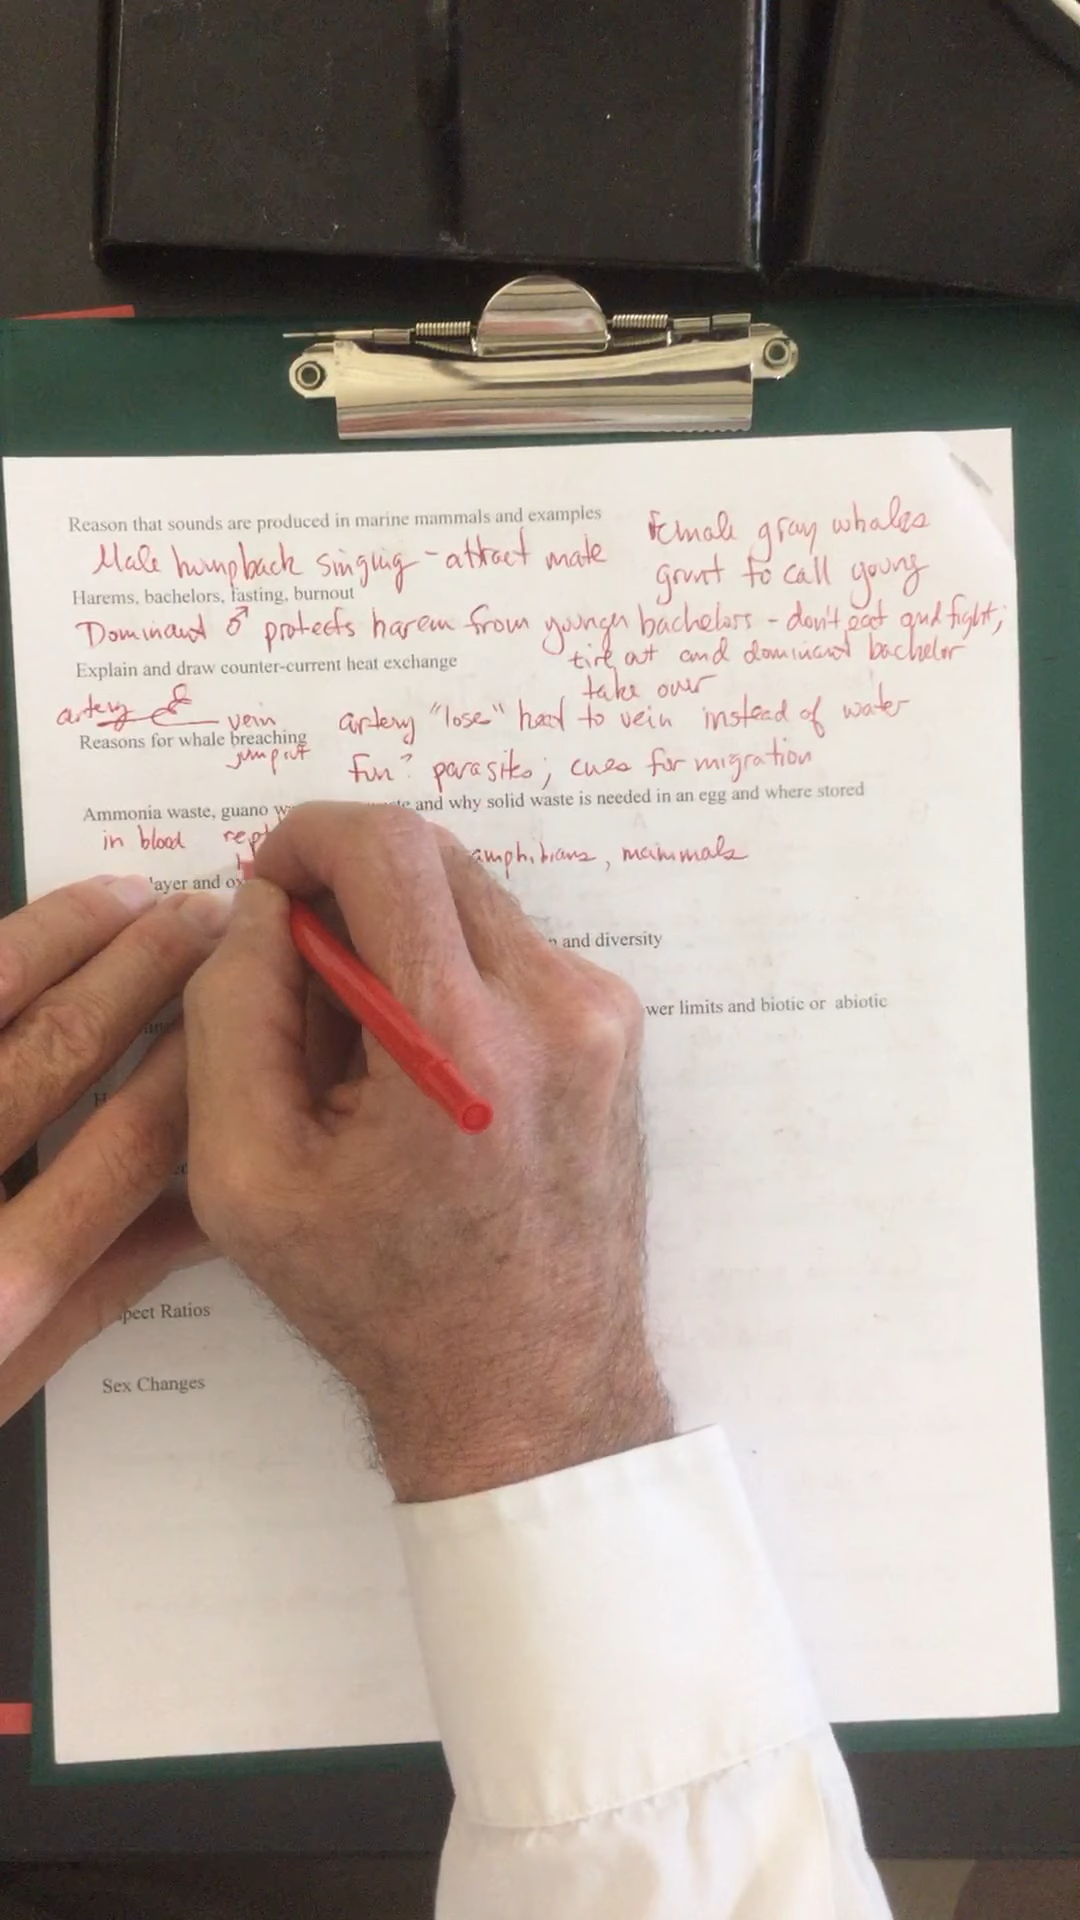 Reason that sounds are produced in marine mammals and examples
Male humpback singing - attract mate
Female gray whales
grunt to call young
Harems, bachelors, fasting, burnout
Dominant ♂ protects harem from younger bachelors - don't eat and fight;
tire out and dominant bachelor
take over
Explain and draw counter-current heat exchange
artery
vein
artery "lose" heat to vein instead of water
Reasons for whale breaching
jump out
Fun? parasites; cues for migration
Ammonia waste, guano and why solid waste is needed in an egg and where stored
in blood
amphibians, mammals
layer and
and diversity
limits and biotic or abiotic
Ratios
Sex Changes